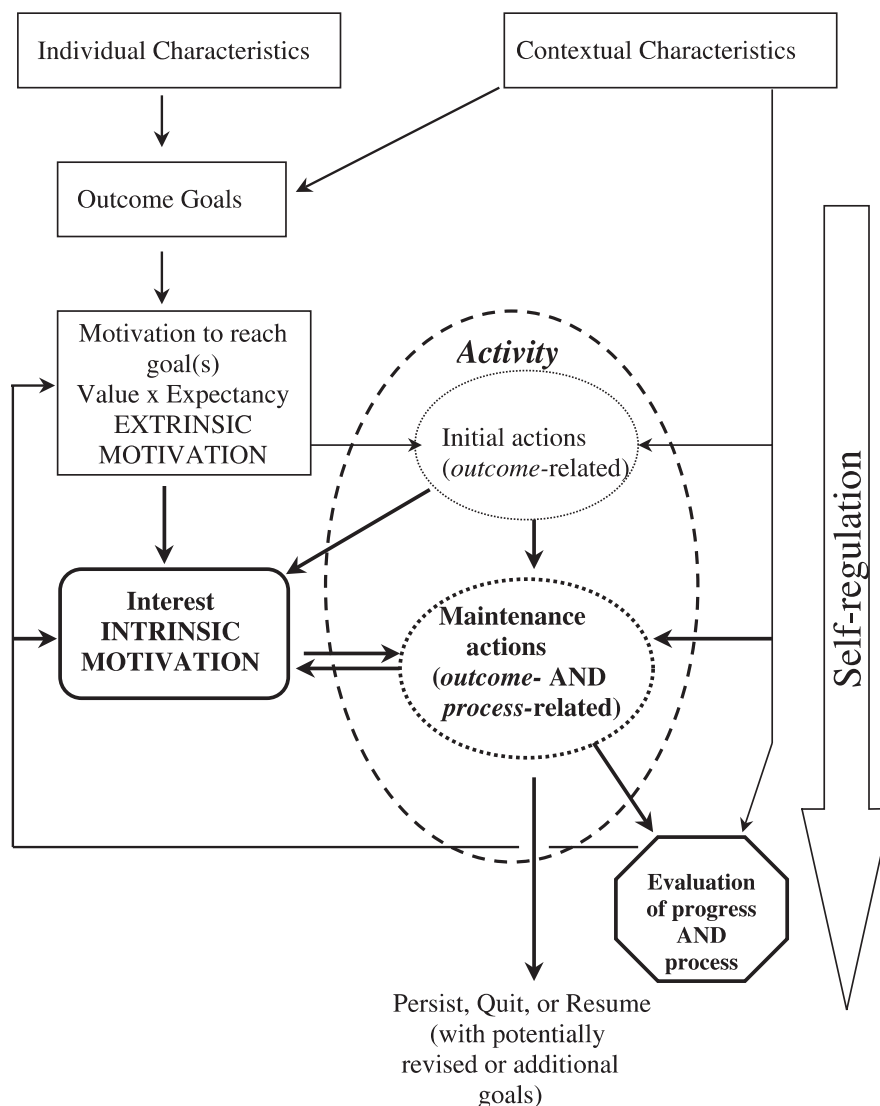 Individual Characteristics
Contextual Characteristics
Outcome Goals
Motivation to reach
goal(s)
Value x Expectancy
EXTRINSIC
MOTIVATION
Activity
Initial actions
(outcome-related)
Interest
INTRINSIC
MOTIVATION
Maintenance
actions
(outcome- AND
process-related)
Self-regulation
Evaluation
of progress
AND
process
Persist, Quit, or Resume
(with potentially
revised or additional
goals)